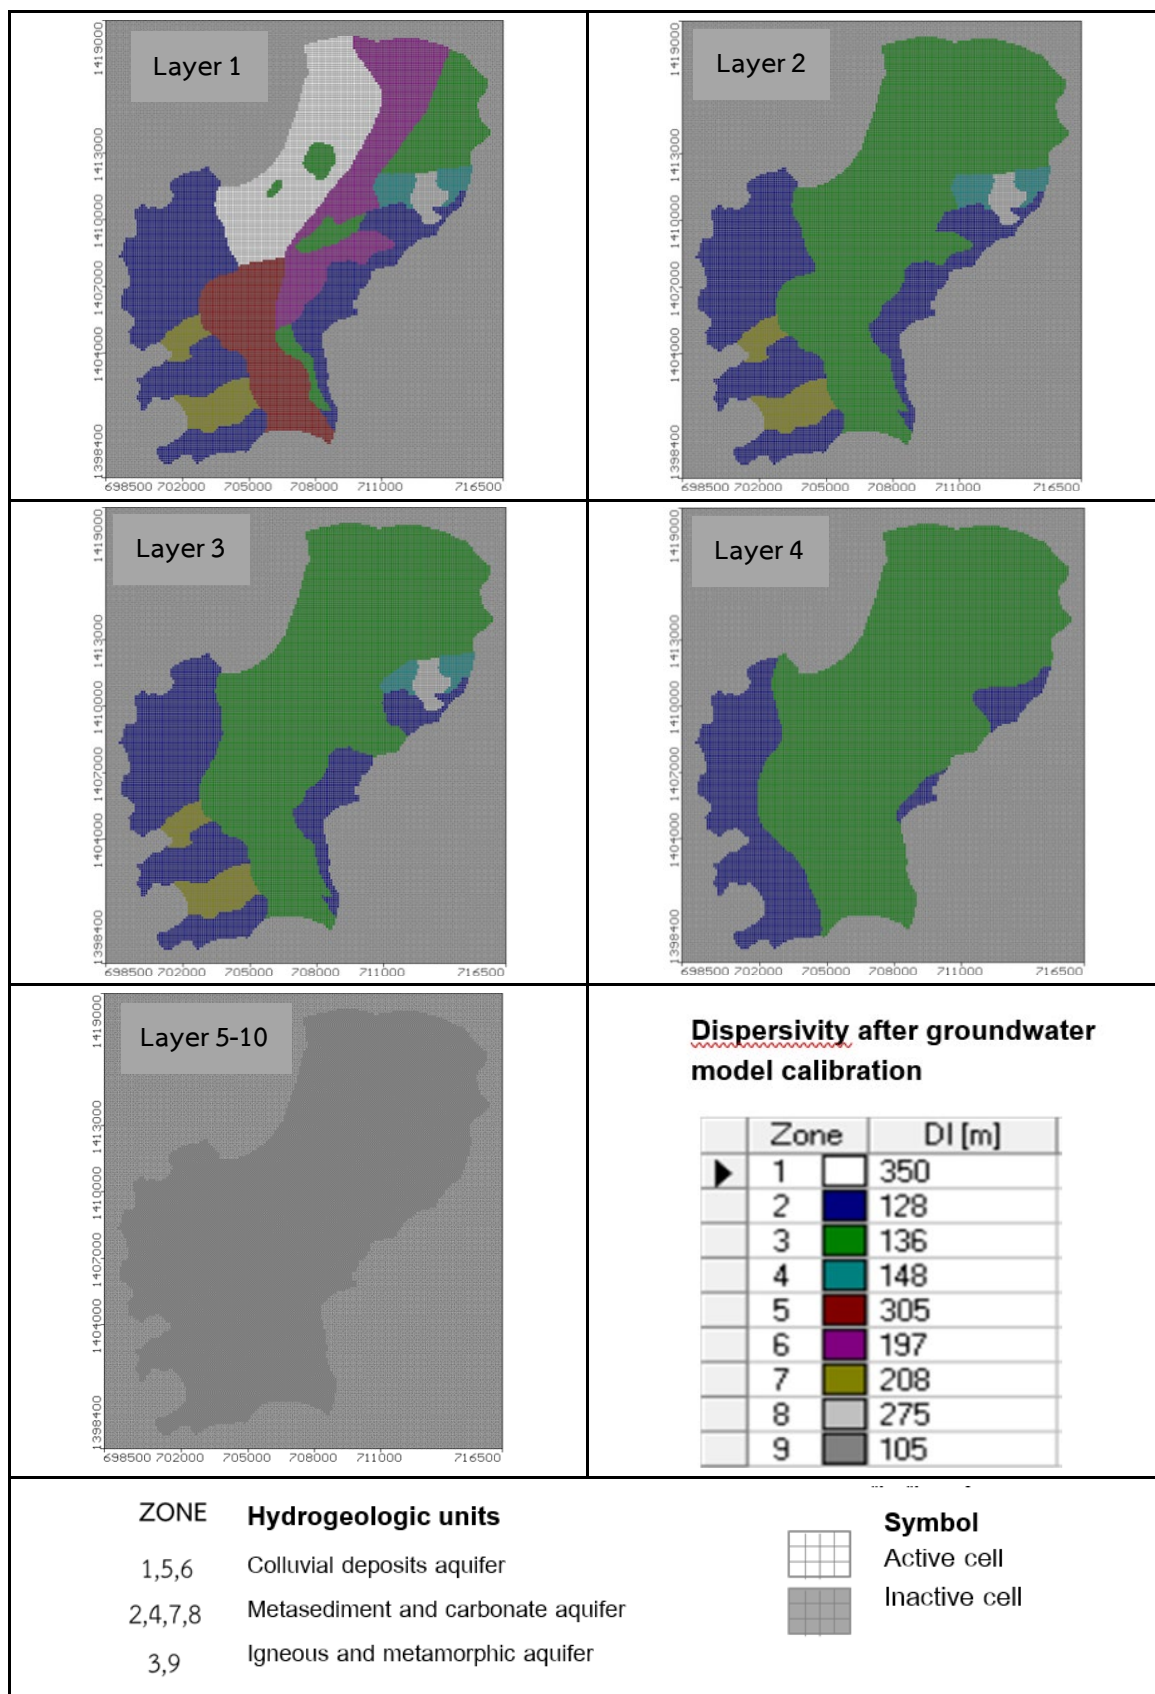 Layer 1
1419000
1413000
1410000
1407000
1404000
1398400
698500 702000 705000 708000 711000 716500
Layer 2
1419000
1413000
1410000
1407000
1404000
1398400
698500 702000 705000 708000 711000 716500
Layer 3
1419000
1413000
1410000
1407000
1404000
1398400
698500 702000 705000 708000 711000 716500
Layer 4
1419000
1413000
1410000
1407000
1404000
1398400
698500 702000 705000 708000 711000 716500
Layer 5-10
1419000
1413000
1410000
1407000
1404000
1398400
698500 702000 705000 708000 711000 716500
Dispersivity after groundwater
model calibration
Zone DI [m]
1 350
2 128
3 136
4 148
5 305
6 197
7 208
8 275
9 105
ZONE Hydrogeologic units
1,5,6 Colluvial deposits aquifer
2,4,7,8 Metasediment and carbonate aquifer
3,9 Igneous and metamorphic aquifer
Symbol
Active cell
Inactive cell